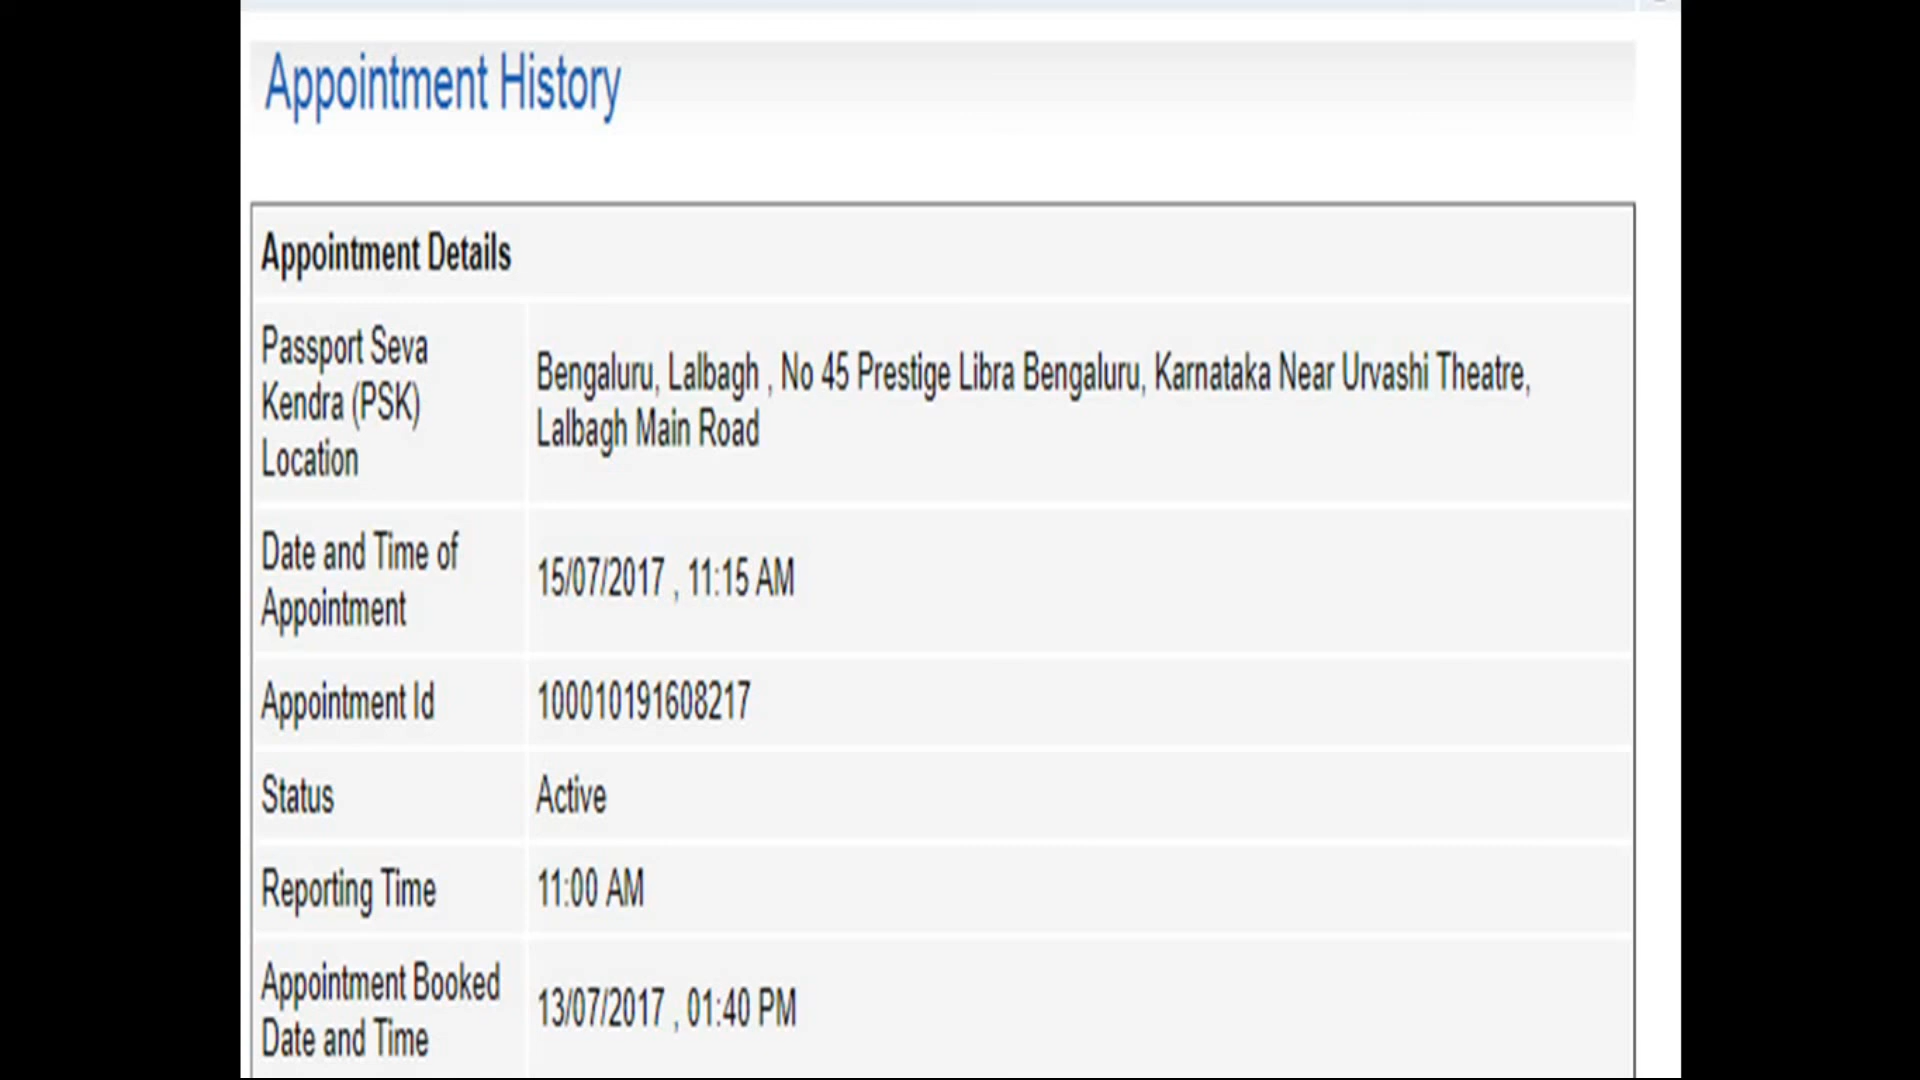 Appointment History
Appointment Details
Passport Seva
Kendra (PSK)
Location
Bengaluru, Lalbagh , No 45 Prestige Libra Bengaluru, Karnataka Near Urvashi Theatre,
Lalbagh Main Road
Date and Time of
Appointment
15/07/2017 , 11:15 AM
Appointment Id
100010191608217
Status
Active
Reporting Time
11:00 AM
Appointment Booked
Date and Time
13/07/2017 , 01:40 PM